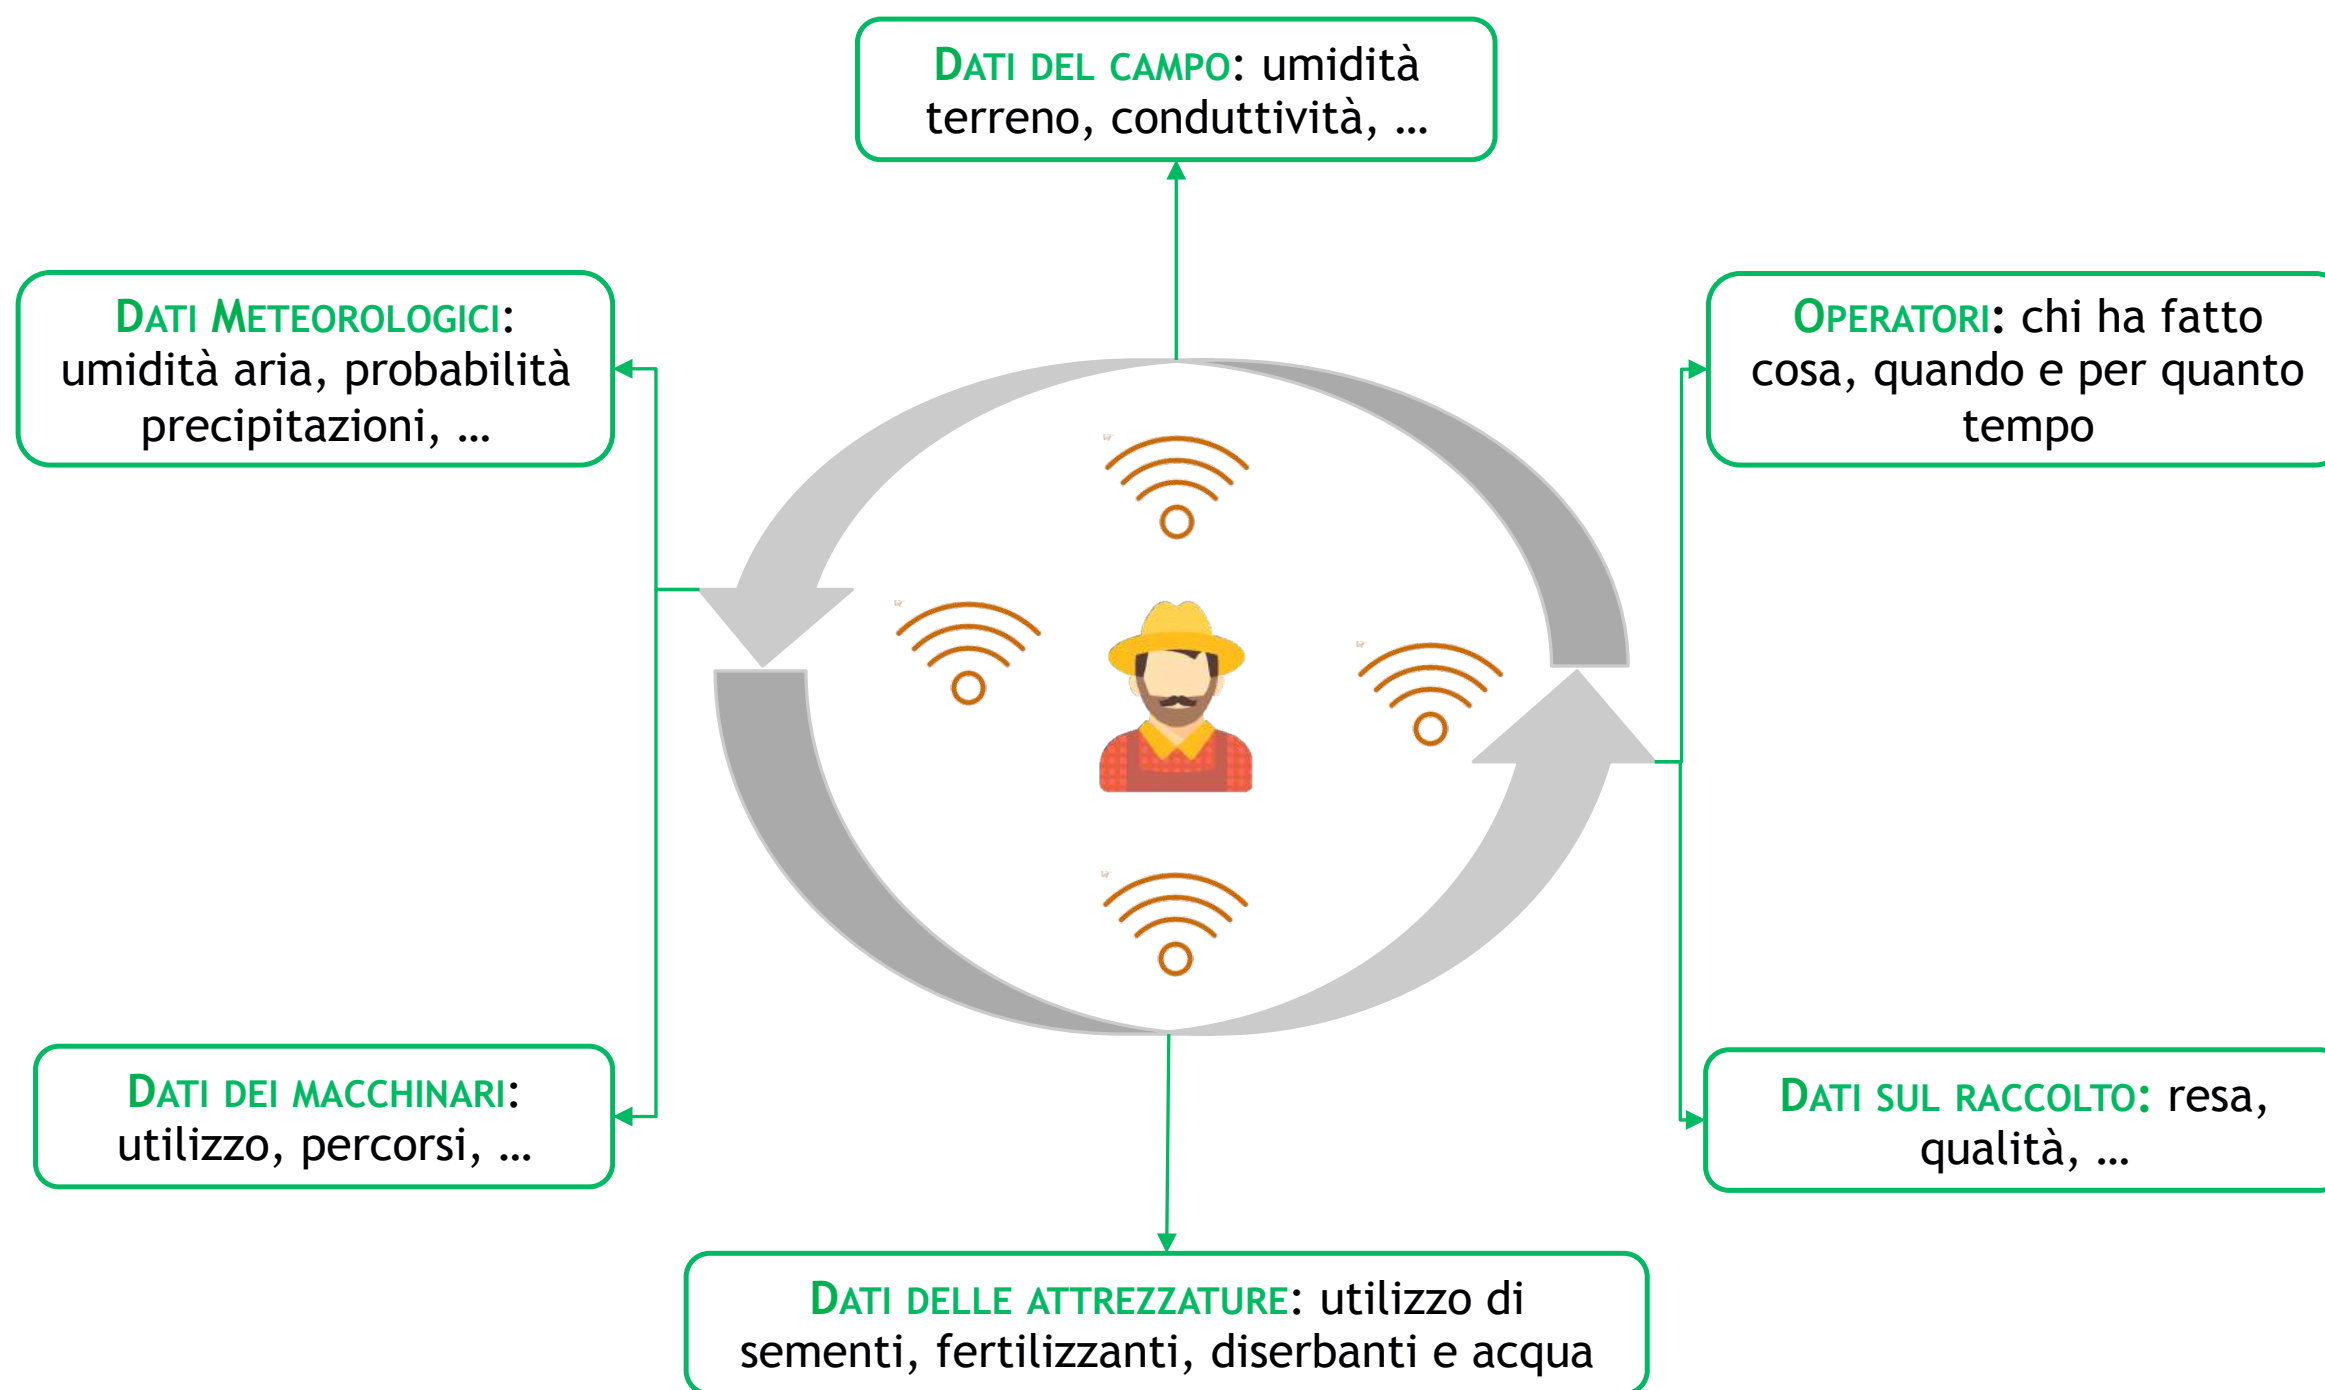 Dati del campo: umidità
terreno, conduttività, …
Dati Meteorologici:
umidità aria, probabilità
precipitazioni, …
Operatori: chi ha fatto
cosa, quando e per quanto
tempo
Dati dei macchinari:
utilizzo, percorsi, …
Dati sul raccolto: resa,
qualità, …
Dati delle attrezzature: utilizzo di
sementi, fertilizzanti, diserbanti e acqua